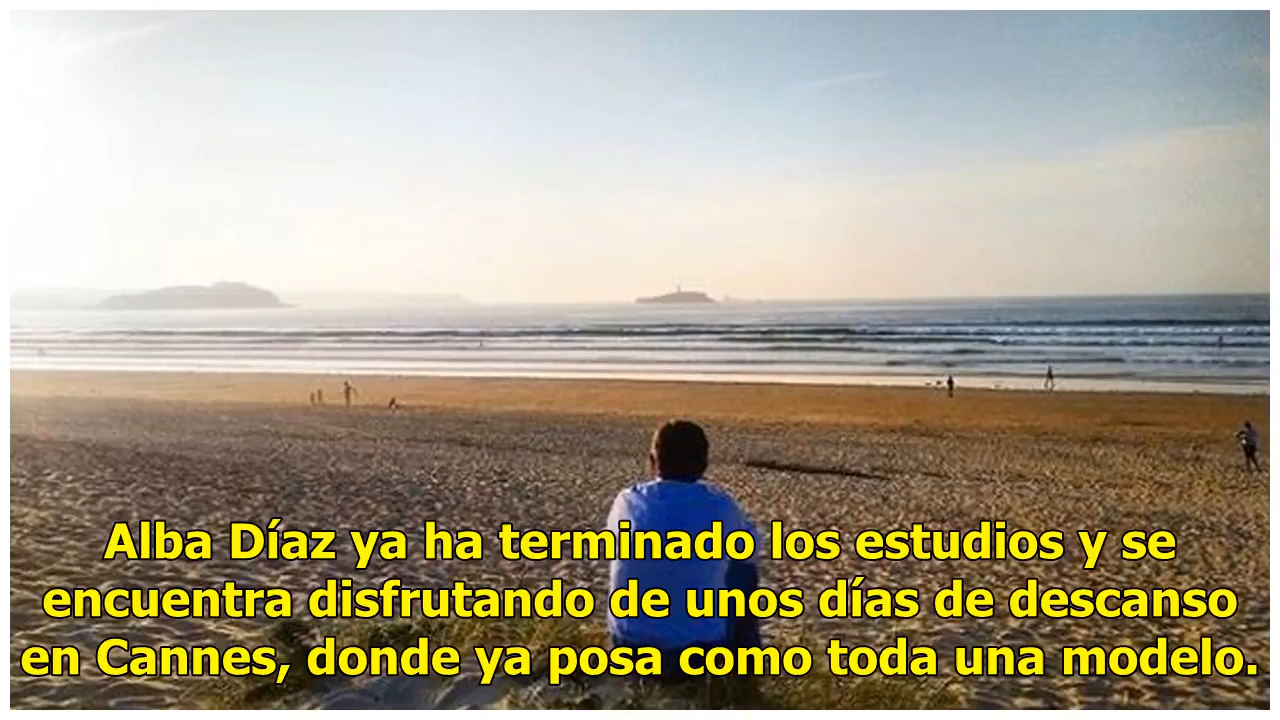 Alba Díaz ya ha terminado los estudios y se
encuentra disfrutando de unos días de descanso
en Cannes, donde ya posa como toda una modelo.